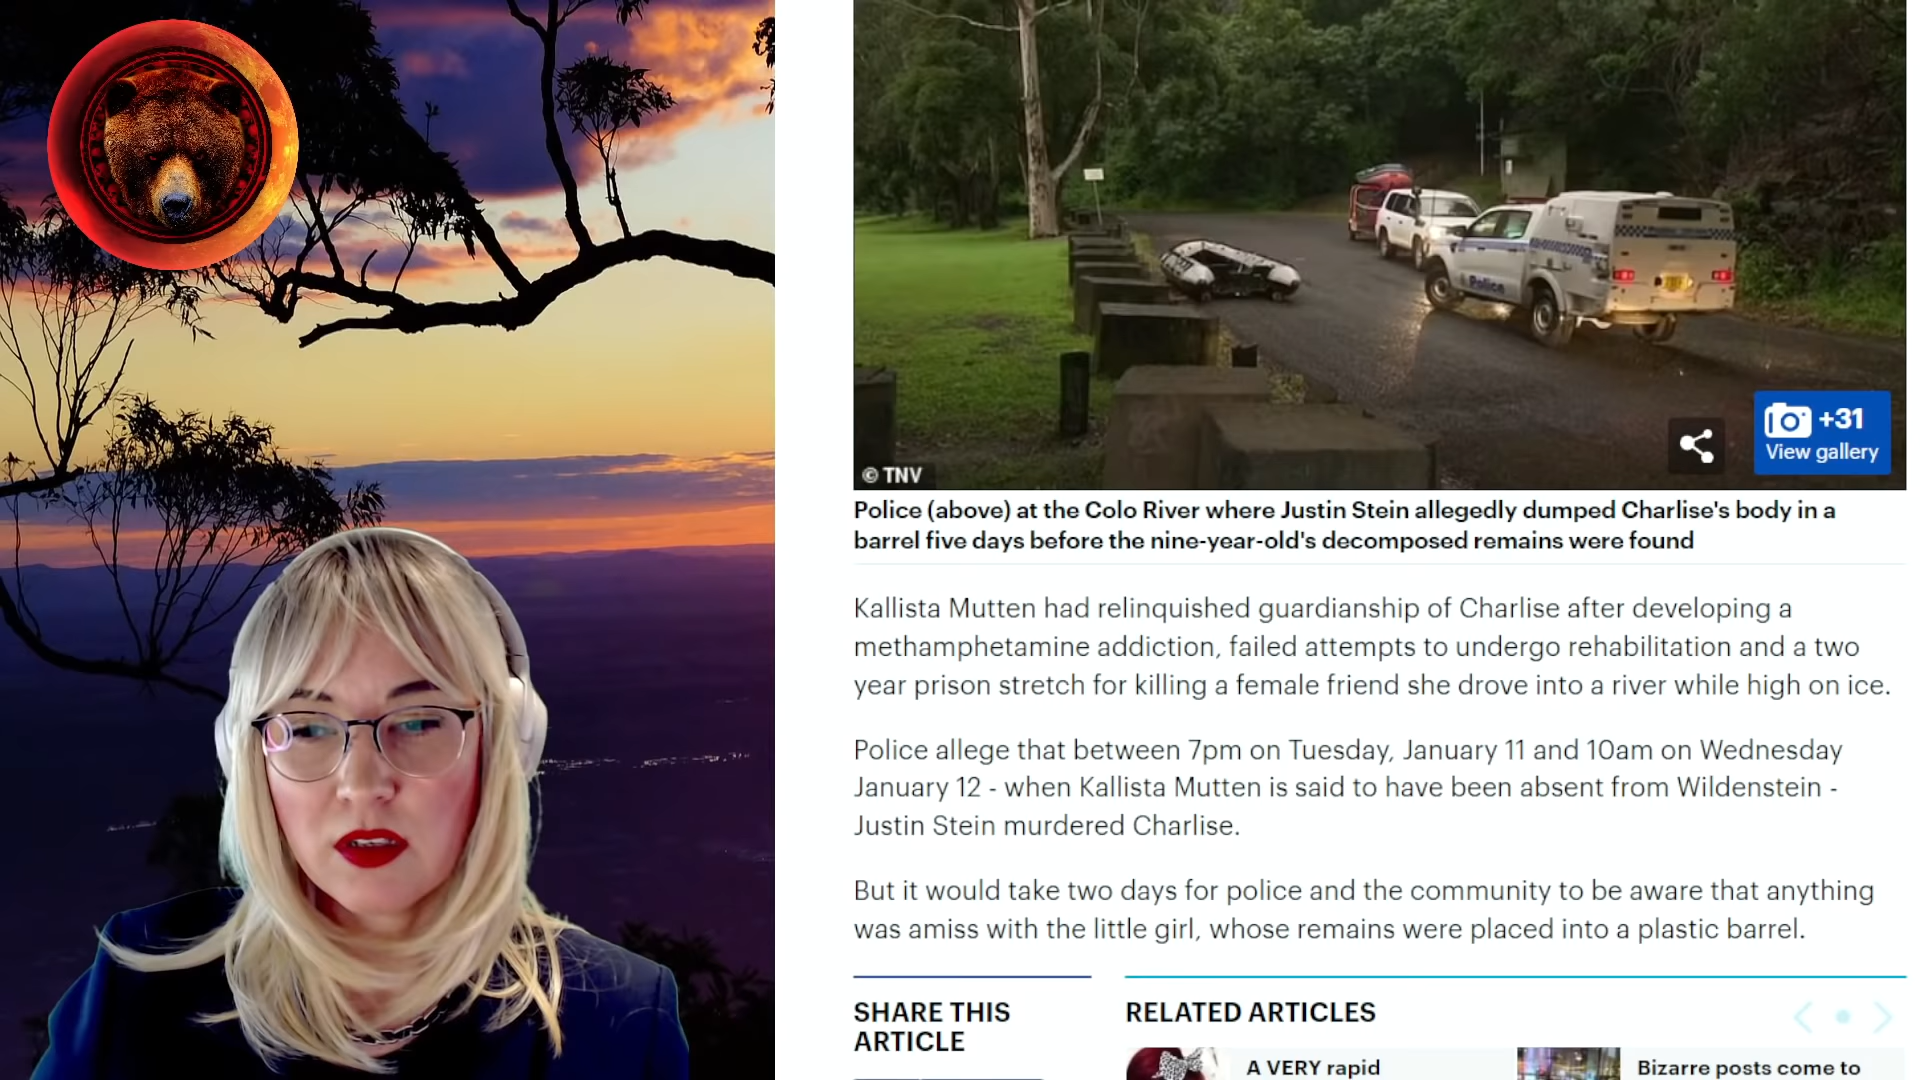 +31
View gallery
© TNV
Police
Police (above) at the Colo River where Justin Stein allegedly dumped Charlise's body in a
barrel five days before the nine-year-old's decomposed remains were found
Kallista Mutten had relinquished guardianship of Charlise after developing a
methamphetamine addiction, failed attempts to undergo rehabilitation and a two
year prison stretch for killing a female friend she drove into a river while high on ice.
Police allege that between 7pm on Tuesday, January 11 and 10am on Wednesday
January 12 - when Kallista Mutten is said to have been absent from Wildenstein -
Justin Stein murdered Charlise.
But it would take two days for police and the community to be aware that anything
was amiss with the little girl, whose remains were placed into a plastic barrel.
SHARE THIS
ARTICLE
RELATED ARTICLES
A VERY rapid
Bizarre posts come to